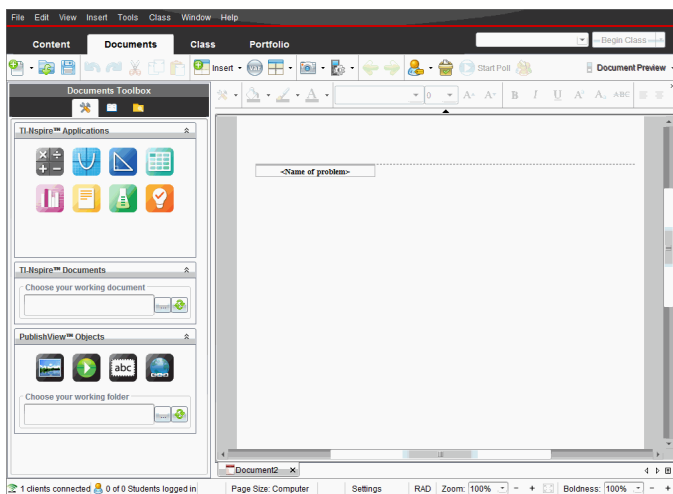 File Edit View Insert Tools Class Window Help
Content Documents Class Portfolio
Begin Class
Insert
var
Start Poll
Document Preview
Documents Toolbox
0
A
B I U
ABC
TI-Nspire™ Applications
<Name of problem>
TI-Nspire™ Documents
Choose your working document
...
PublishView™ Objects
abc
Choose your working folder
...
Document2
1 clients connected 0 of 0 Students logged in Page Size: Computer Settings RAD Zoom: 100% - + Boldness: 100% - +